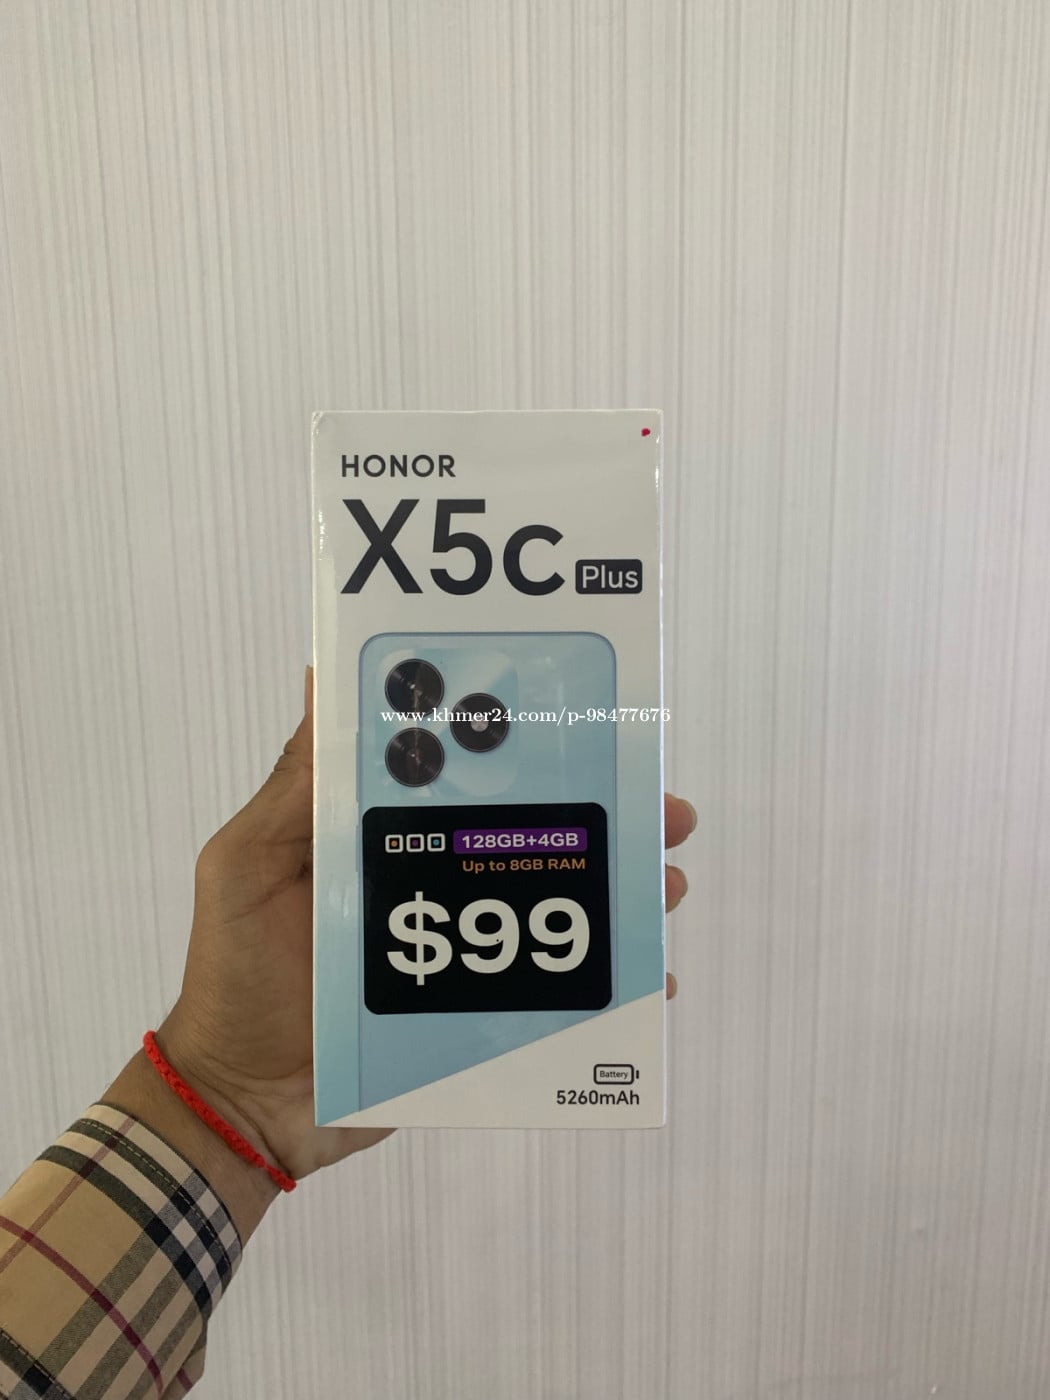 HONOR
X5c Plus
www.khmer24.com/p-98477676
128GB+4GB
Up to 8GB RAM
$99
Battery
5260mAh